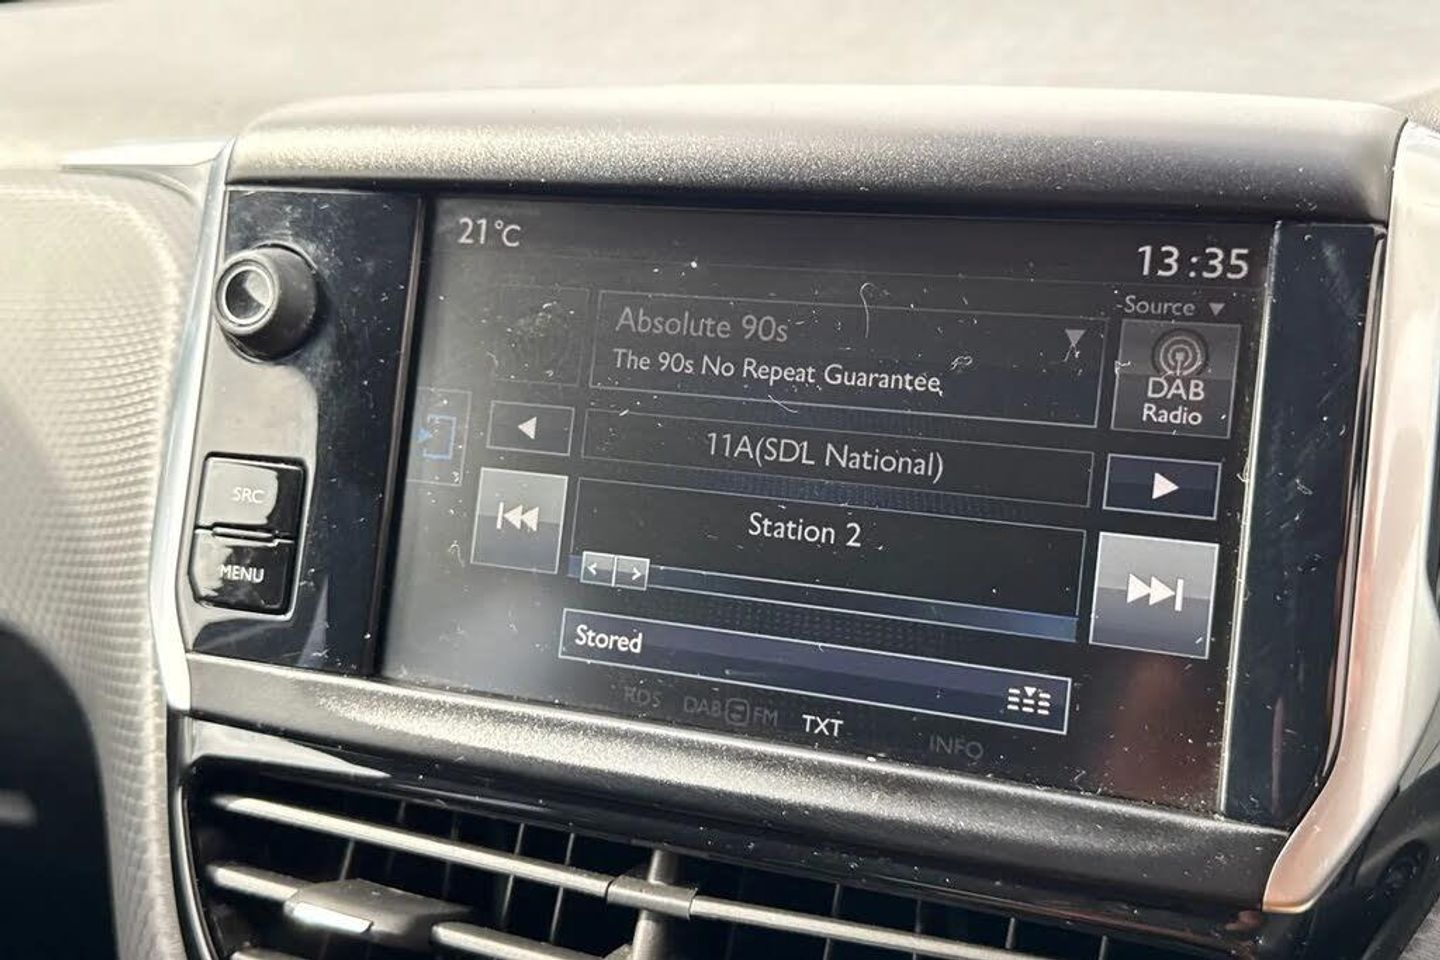 21°C
13:35
Source
Absolute 90s
The 90s No Repeat Guarantee,
DAB
Radio
11A(SDL National)
SRC
Station 2
MENU
Stored
RDS DAB FM TXT INFO